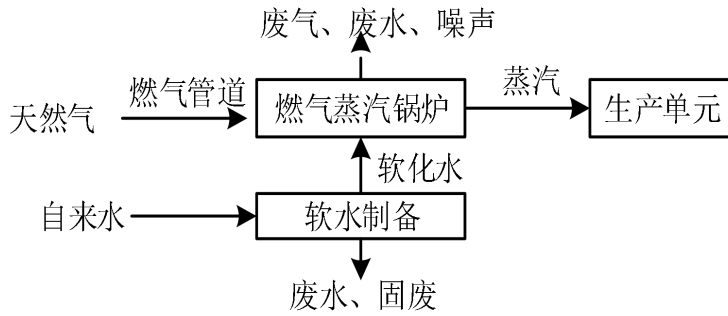 废气、废水、噪声
燃气管道
蒸汽
天然气
燃气蒸汽锅炉
生产单元
软化水
自来水
软水制备
废水、固废